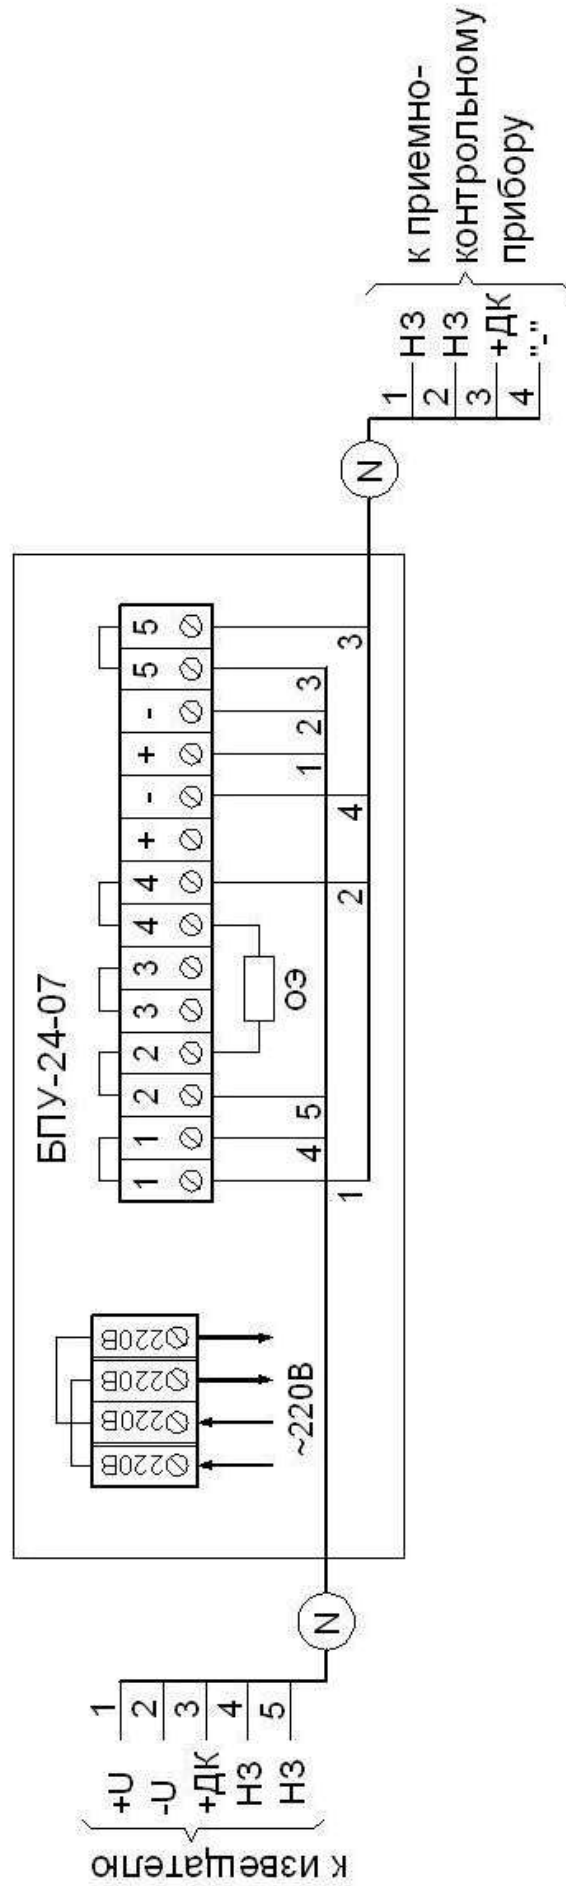 БПУ-24-07
220В 220В 220В 220В
~220В
1 1 2 2 3 3 4 4 + - + - 5 5
ОЭ
4 5 1 2 3
1 2 4 3
N
1 +U
2 -U
3 +ДК
4 НЗ
5 НЗ
к извещателю
N
1 НЗ
2 НЗ
3 +ДК
4 "-"
к приемно-
контрольному
прибору